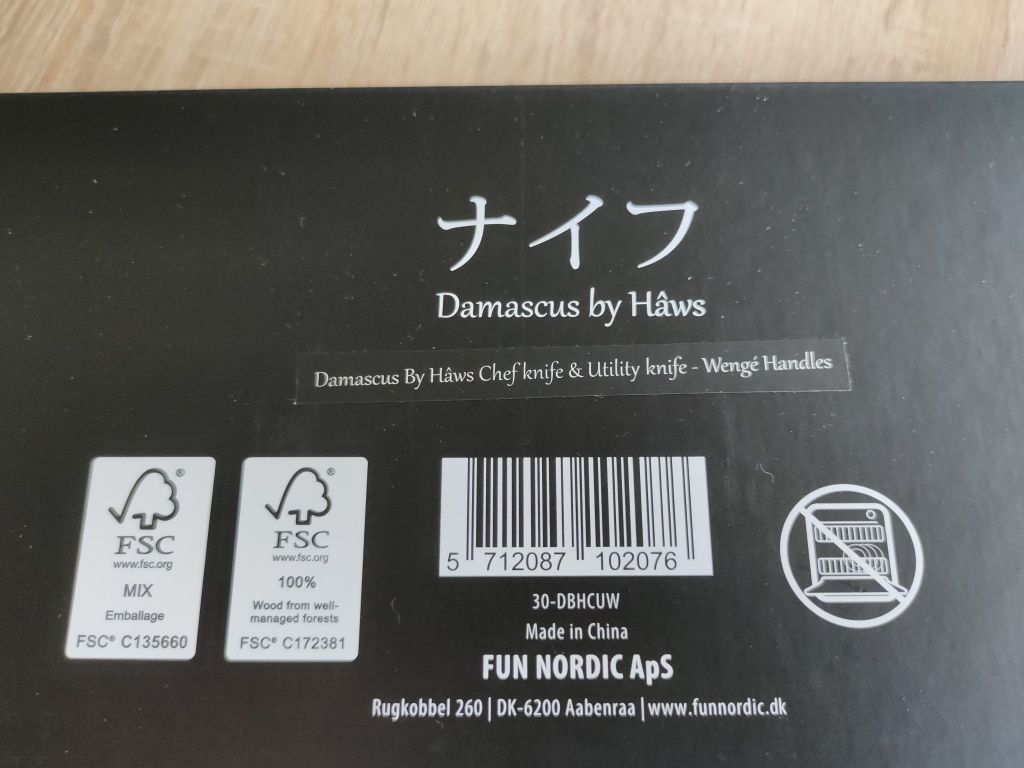 ナイフ
Damascus by Hâws
Damascus By Hâws Chef knife & Utility knife - Wengé Handles
®
FSC
www.fsc.org
MIX
Emballage
FSC® C135660
®
FSC
www.fsc.org
100%
Wood from well-
managed forests
FSC® C172381
5 712087 102076
30-DBHCUW
Made in China
FUN NORDIC ApS
Rugkobbel 260 | DK-6200 Aabenraa | www.funnordic.dk